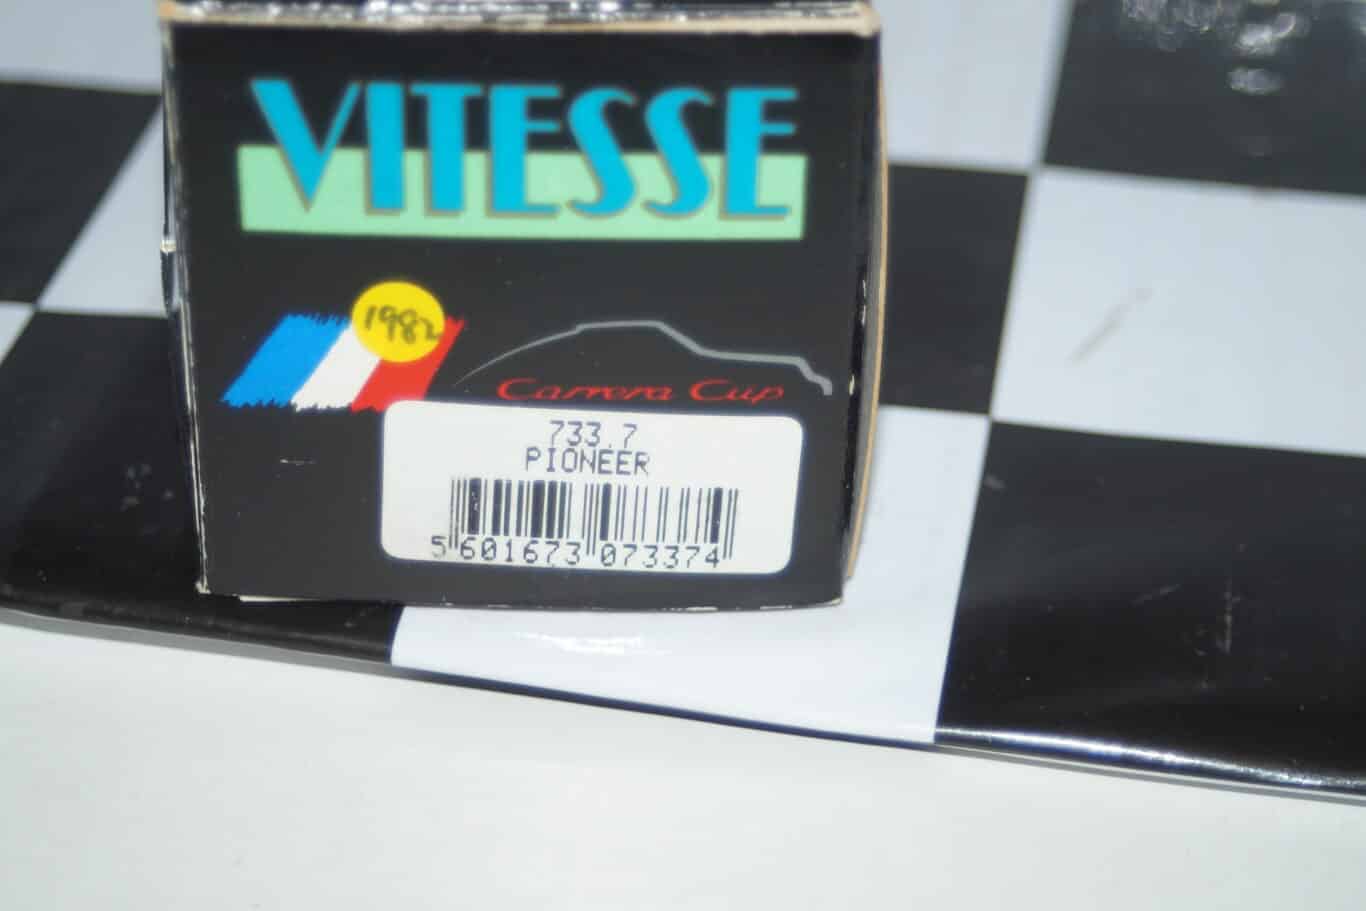 VITESSE
1982
Carrera Cup
733.7
PIONEER
5 601673 073374